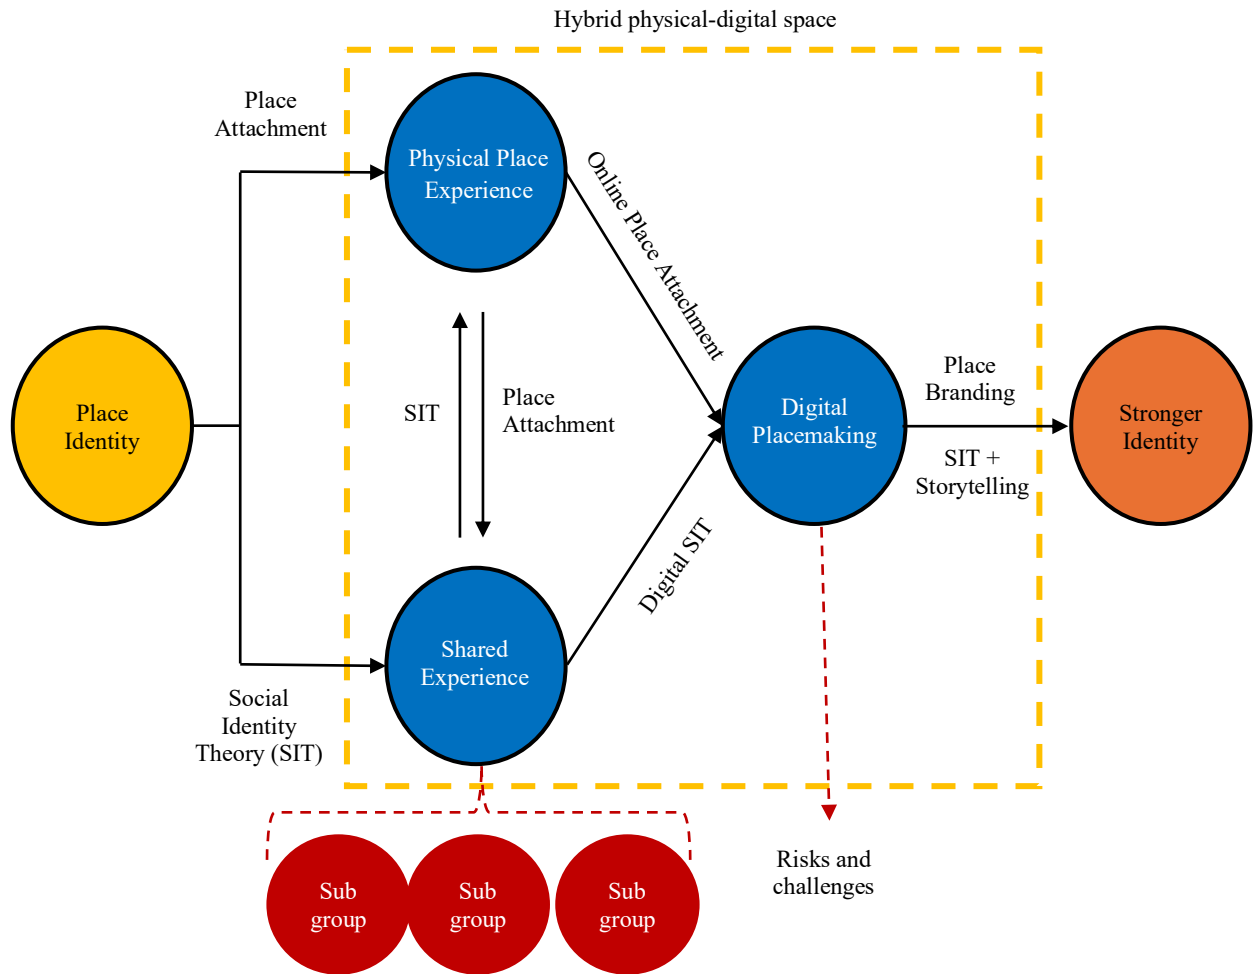 Hybrid physical-digital space
Place
Attachment
Physical Place
Experience
Online Place Attachment
Place
Identity
SIT
Place
Attachment
Digital
Placemaking
Place
Branding
SIT +
Storytelling
Stronger
Identity
Digital SIT
Shared
Experience
Social
Identity
Theory (SIT)
Sub
group
Sub
group
Sub
group
Risks and
challenges